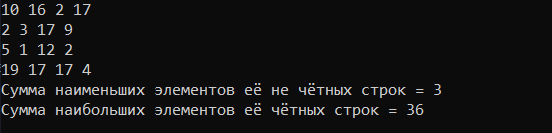 10 16 2 17
2 3 17 9
5 1 12 2
19 17 17 4
Сумма наименьших элементов её не чётных строк = 3
Сумма наибольших элементов её чётных строк = 36